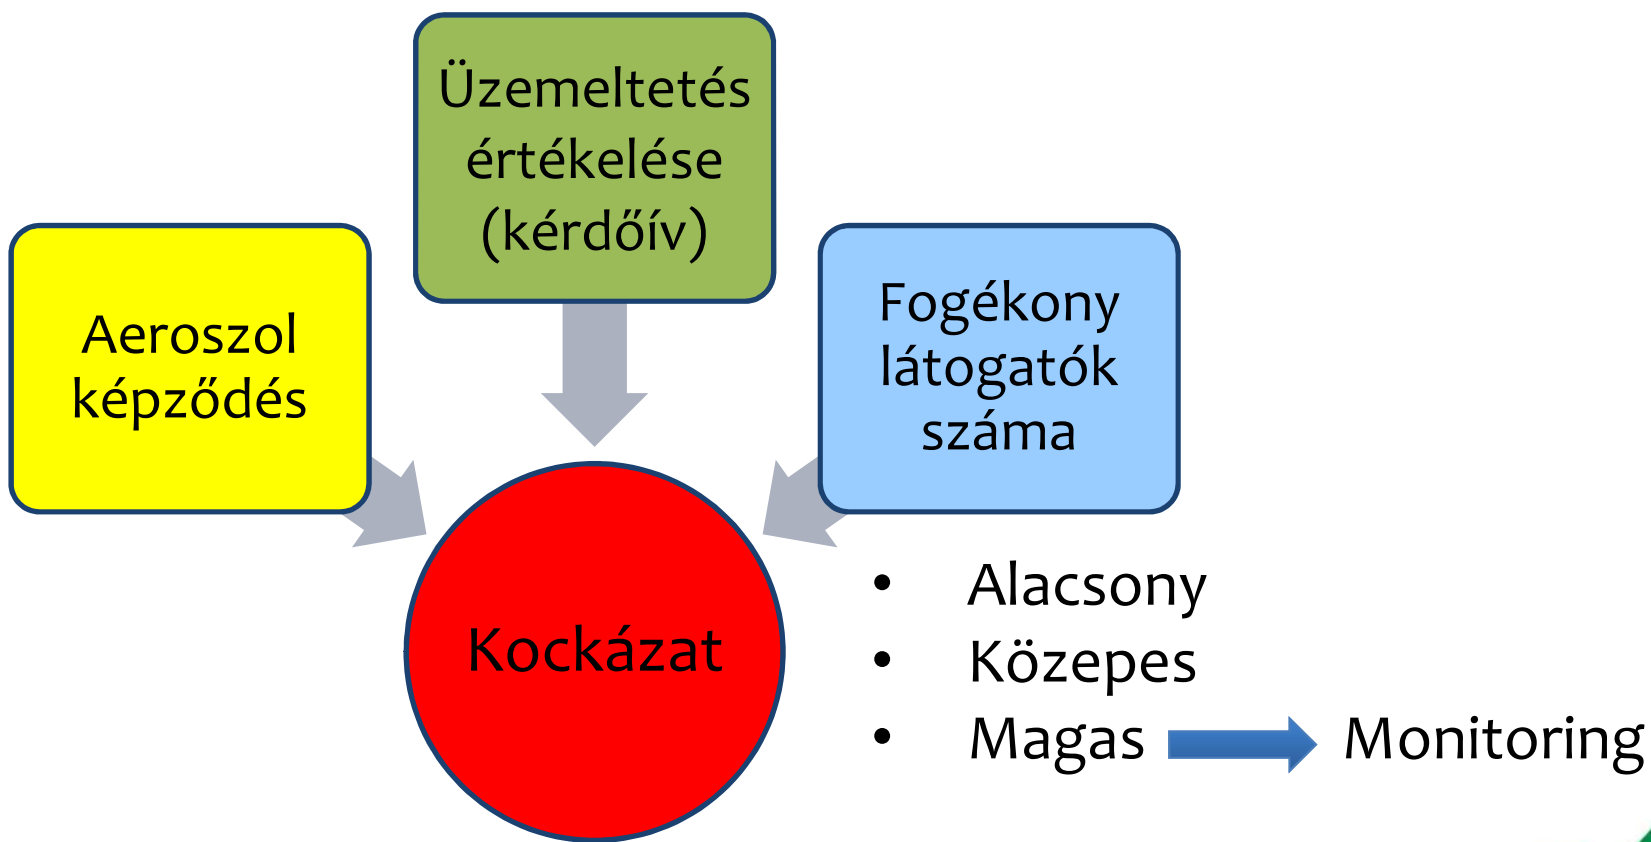 Üzemeltetés
értékelése
(kérdőív)
Aeroszol
képződés
Fogékony
látogatók
száma
Kockázat
• Alacsony
• Közepes
• Magas Monitoring